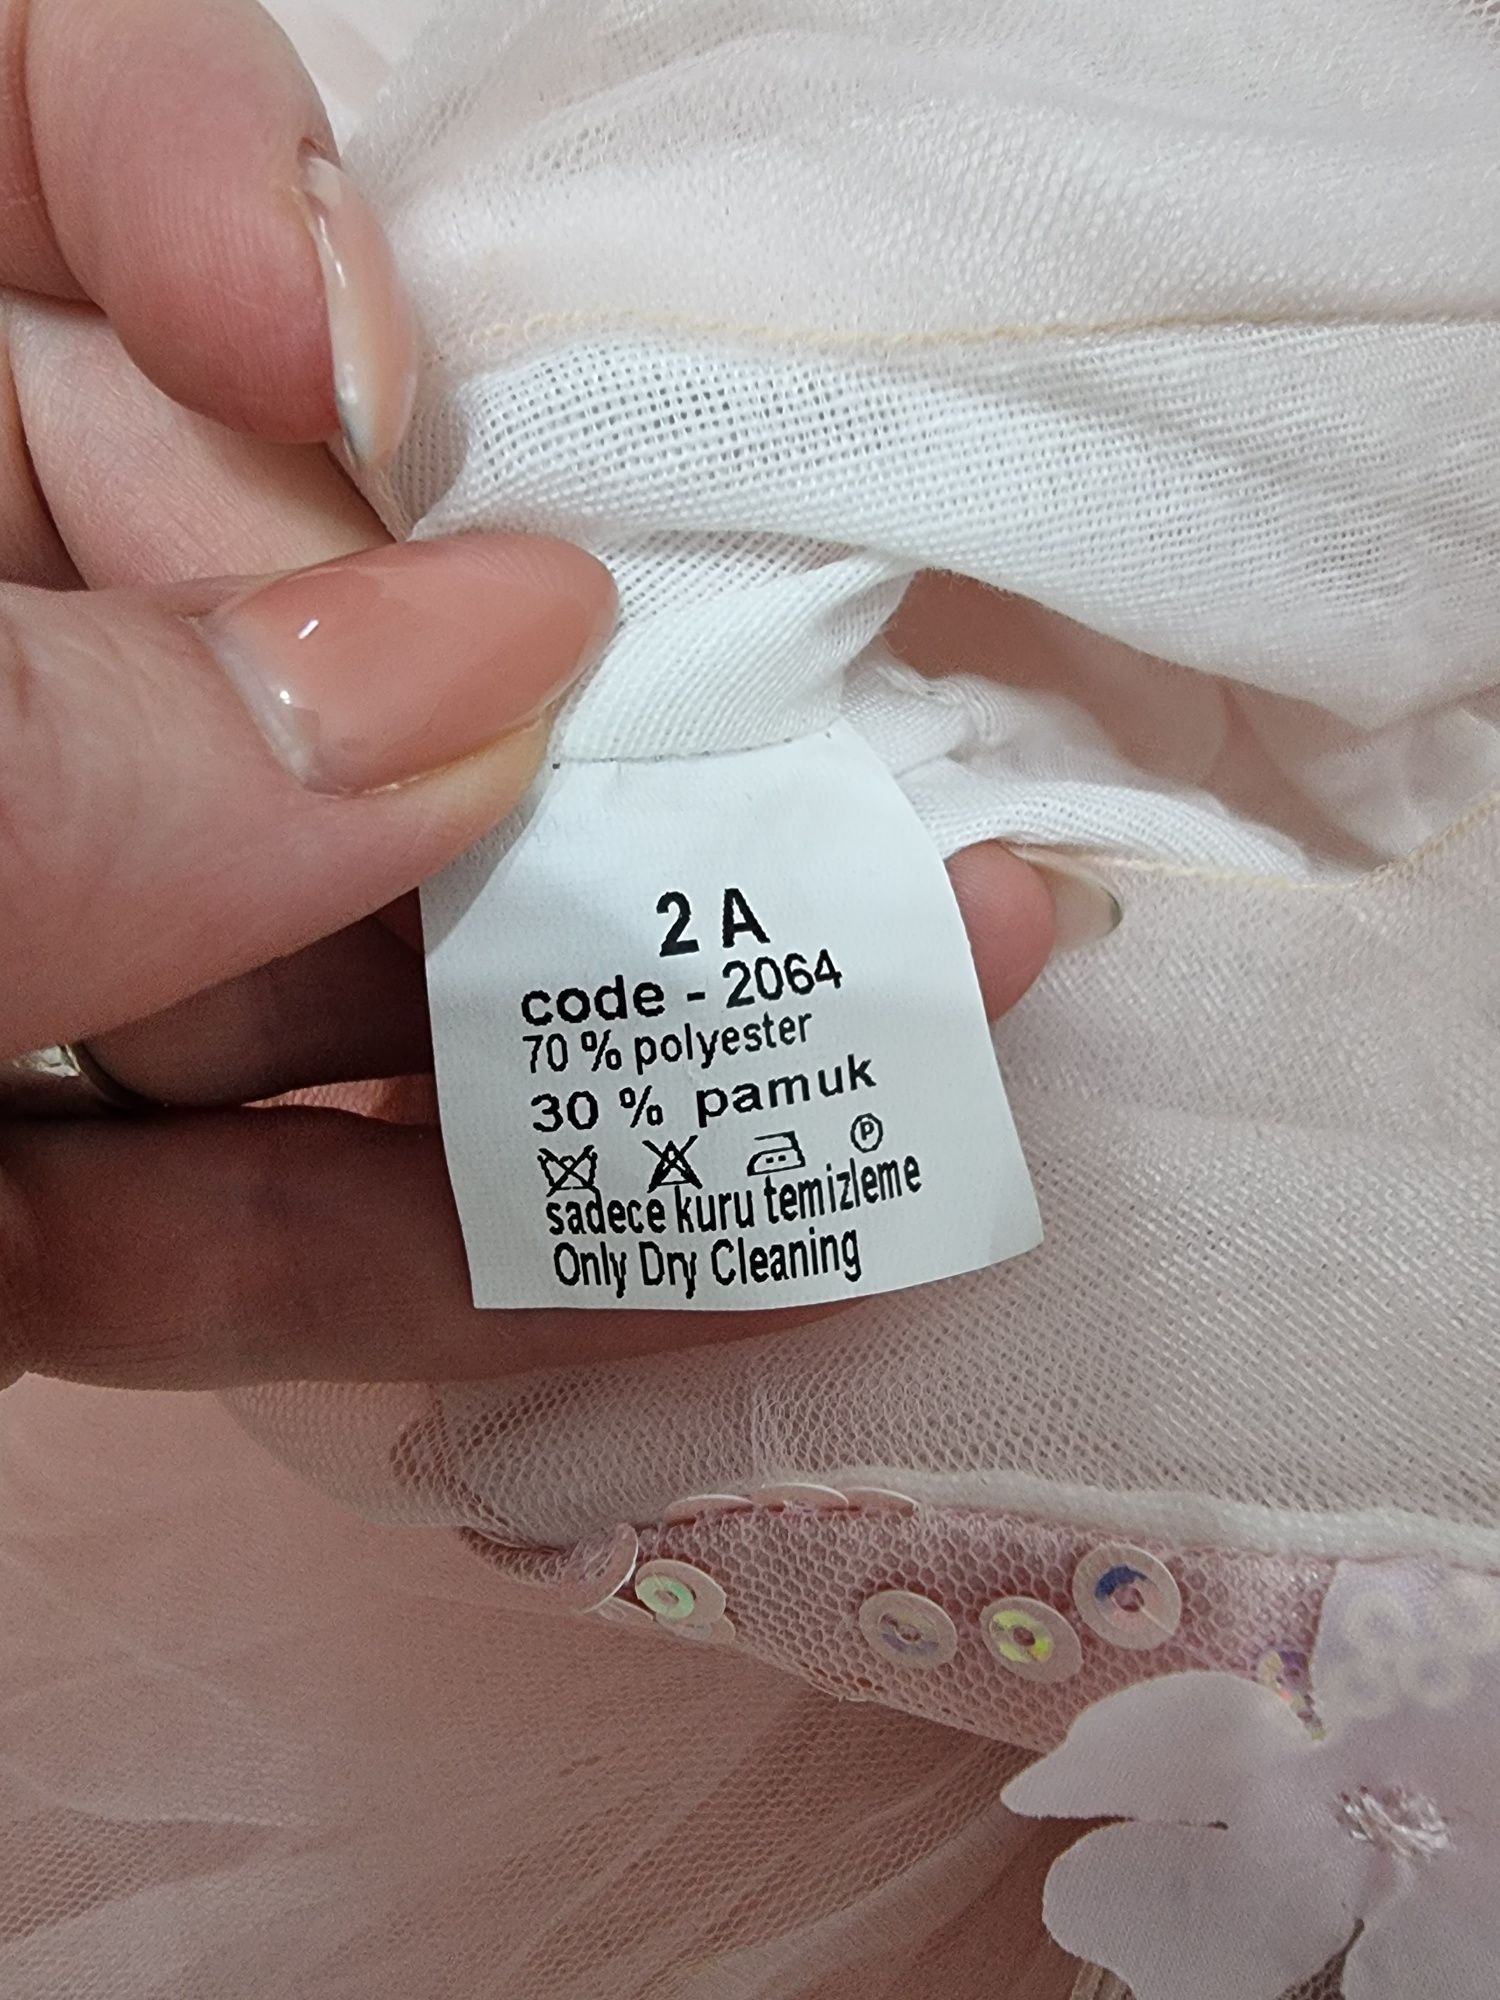 2 A
code - 2064
70 % polyester
30 % pamuk
P
sadece kuru temizleme
Only Dry Cleaning